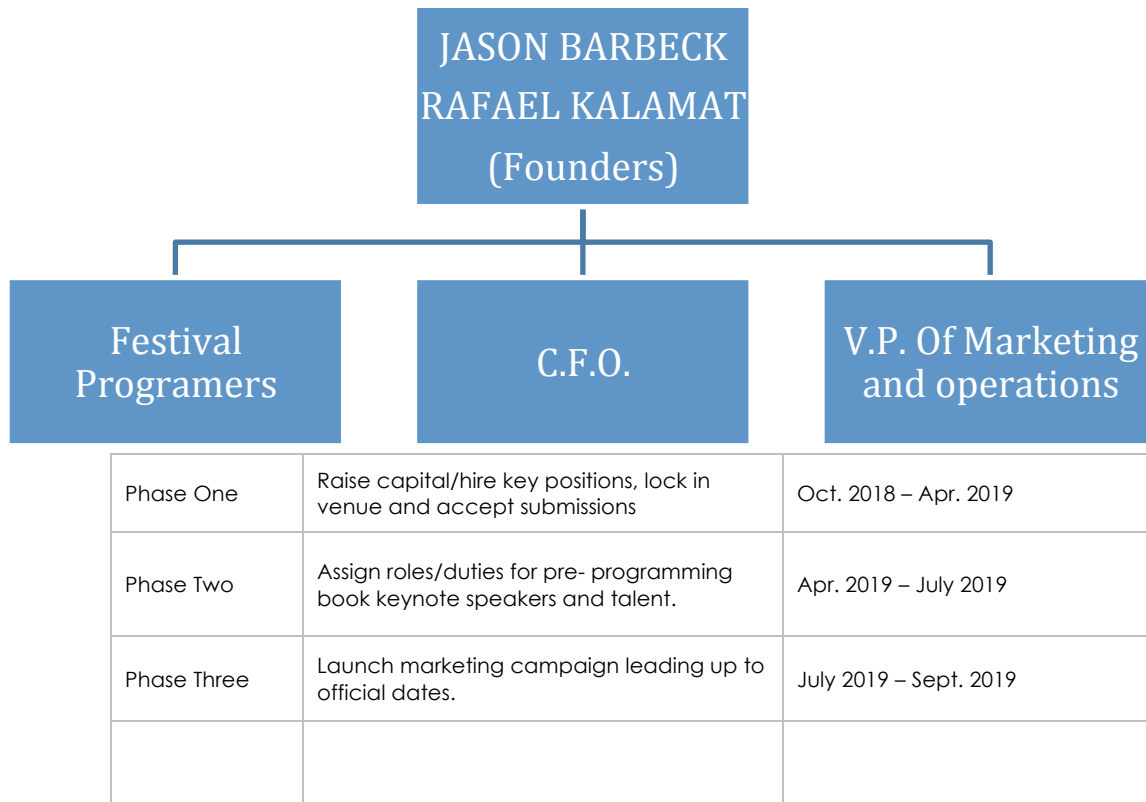 JASON BARBECK
RAFAEL KALAMAT
(Founders)
Festival
Programers
C.F.O.
V.P. Of Marketing
and operations
Phase One
Raise capital/hire key positions, lock in
venue and accept submissions
Oct. 2018 – Apr. 2019
Phase Two
Assign roles/duties for pre- programming
book keynote speakers and talent.
Apr. 2019 – July 2019
Phase Three
Launch marketing campaign leading up to
official dates.
July 2019 – Sept. 2019